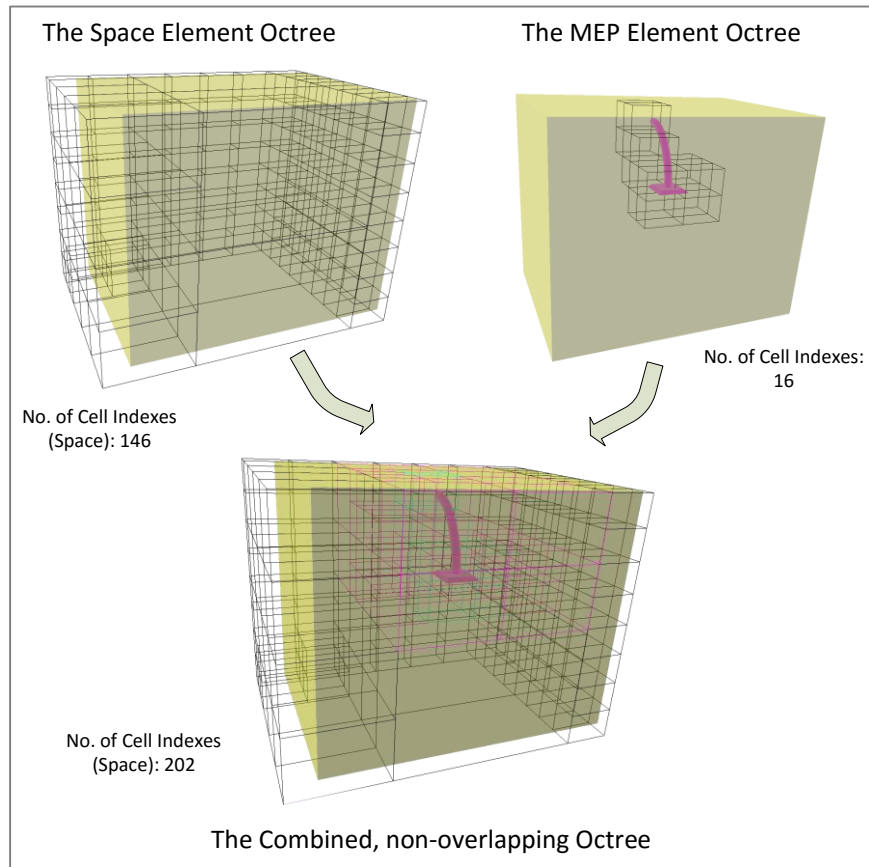 The Space Element Octree
The MEP Element Octree
No. of Cell Indexes:
16
No. of Cell Indexes
(Space): 146
No. of Cell Indexes
(Space): 202
The Combined, non-overlapping Octree